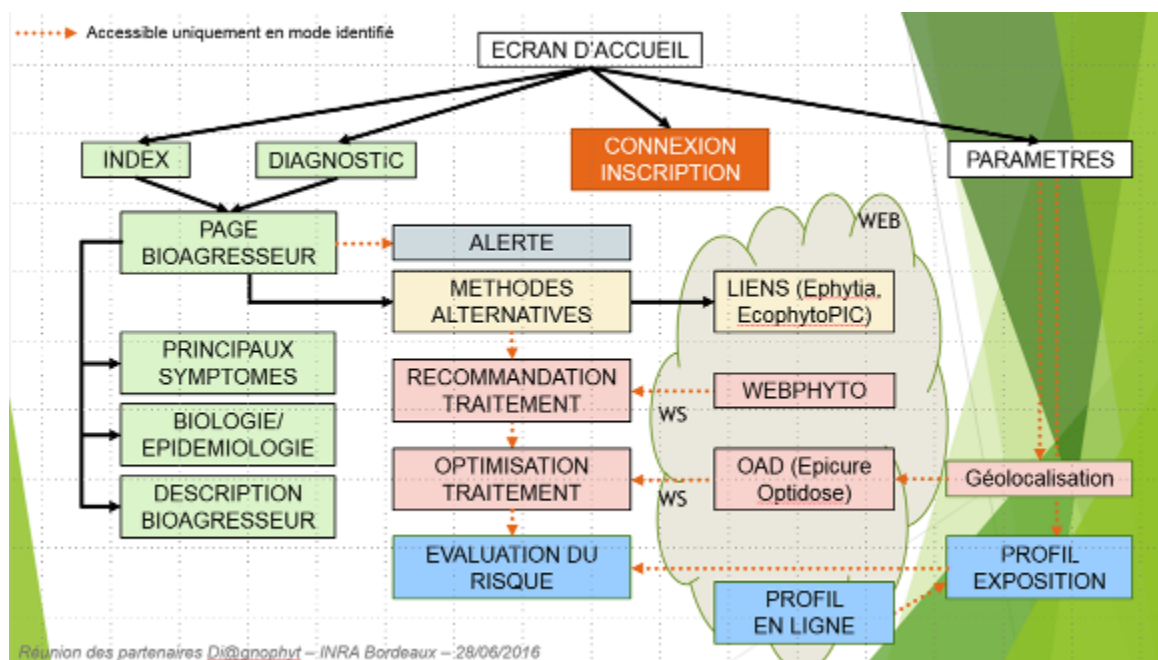 Accessible uniquement en mode identifié
ECRAN D'ACCUEIL
INDEX
DIAGNOSTIC
CONNEXION
INSCRIPTION
PARAMETRES
PAGE
BIOAGRESSEUR
ALERTE
WEB
METHODES
ALTERNATIVES
LIENS (Ephytia,
EcophytoPIC)
PRINCIPAUX
SYMPTOMES
RECOMMANDATION
TRAITEMENT
WS
WEBPHYTO
BIOLOGIE/
EPIDEMIOLOGIE
OPTIMISATION
TRAITEMENT
WS
OAD (Epicure
Optidose)
Géolocalisation
DESCRIPTION
BIOAGRESSEUR
EVALUATION DU
RISQUE
PROFIL
EXPOSITION
PROFIL
EN LIGNE
Réunion des partenaires Di@gnophyt – INRA Bordeaux – 28/06/2016